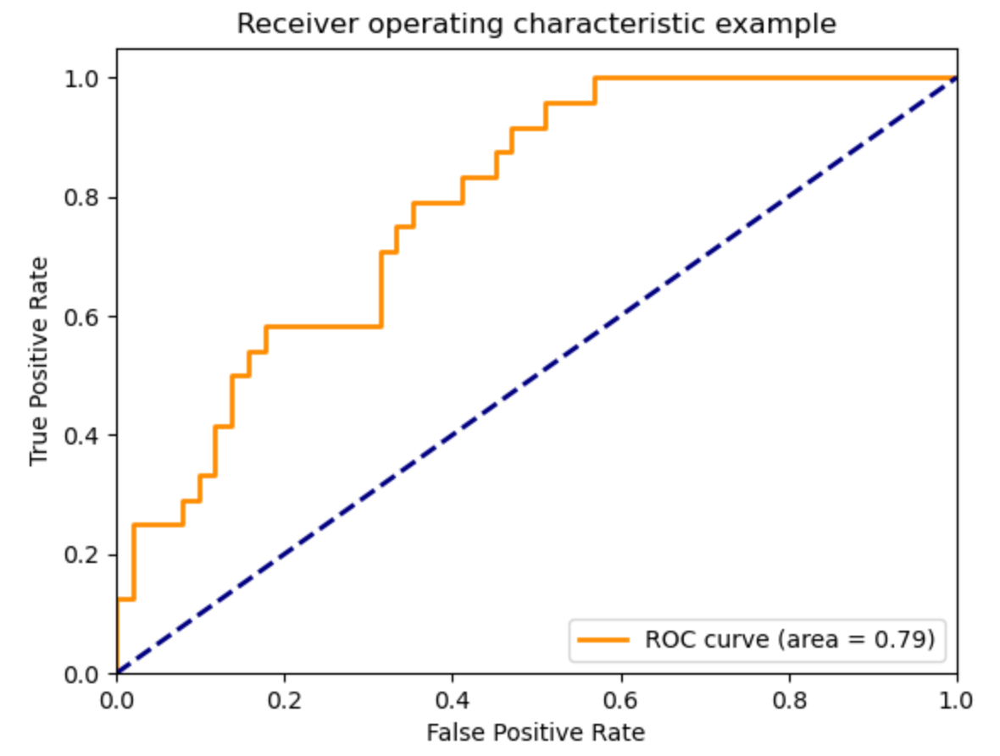 Receiver operating characteristic example
1.0
0.8
0.6
0.4
0.2
0.0
True Positive Rate
ROC curve (area = 0.79)
0.0 0.2 0.4 0.6 0.8 1.0
False Positive Rate